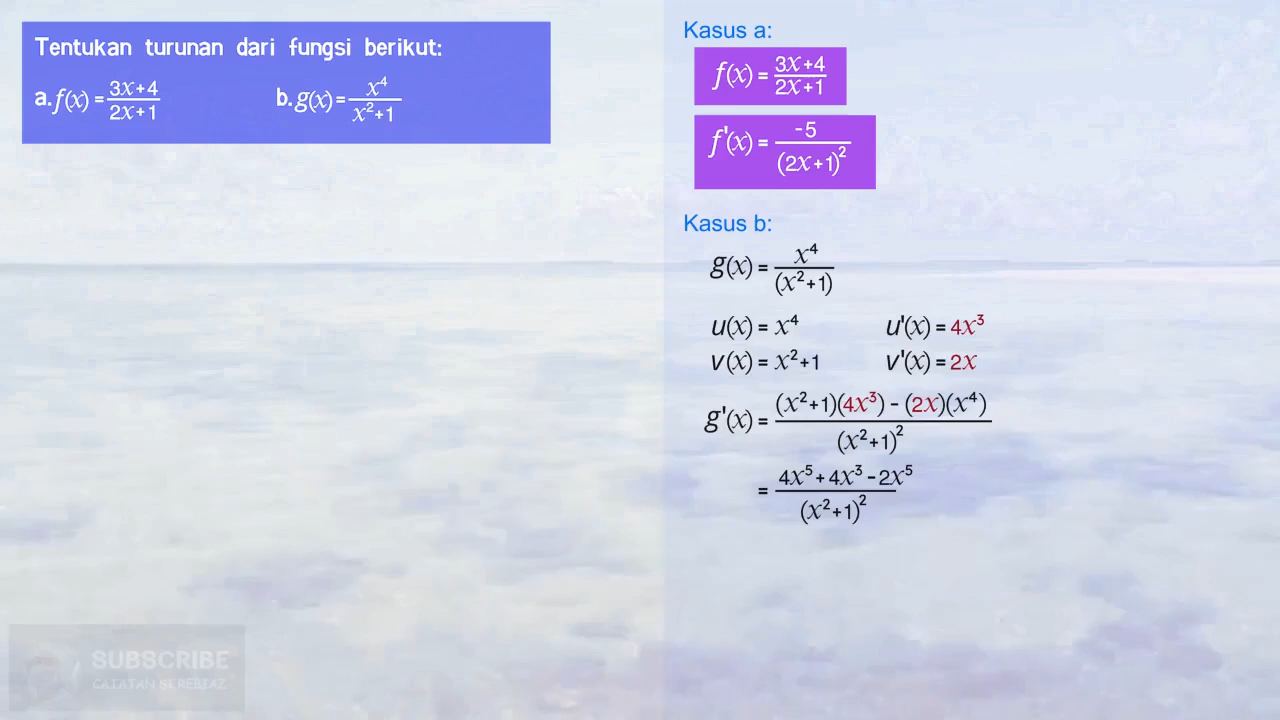 Tentukan turunan dari fungsi berikut:
a. f(x) = (3x+4)/(2x+1) b. g(x) = x⁴/(x²+1)
Kasus a:
f(x) = (3x+4)/(2x+1)
f'(x) = -5/(2x+1)²
Kasus b:
g(x) = x⁴/(x²+1)
u(x) = x⁴ u'(x) = 4x³
v(x) = x²+1 v'(x) = 2x
g'(x) = ((x²+1)(4x³) - (2x)(x⁴))/(x²+1)²
= (4x⁵ + 4x³ - 2x⁵)/(x²+1)²
SUBSCRIBE
CATATAN